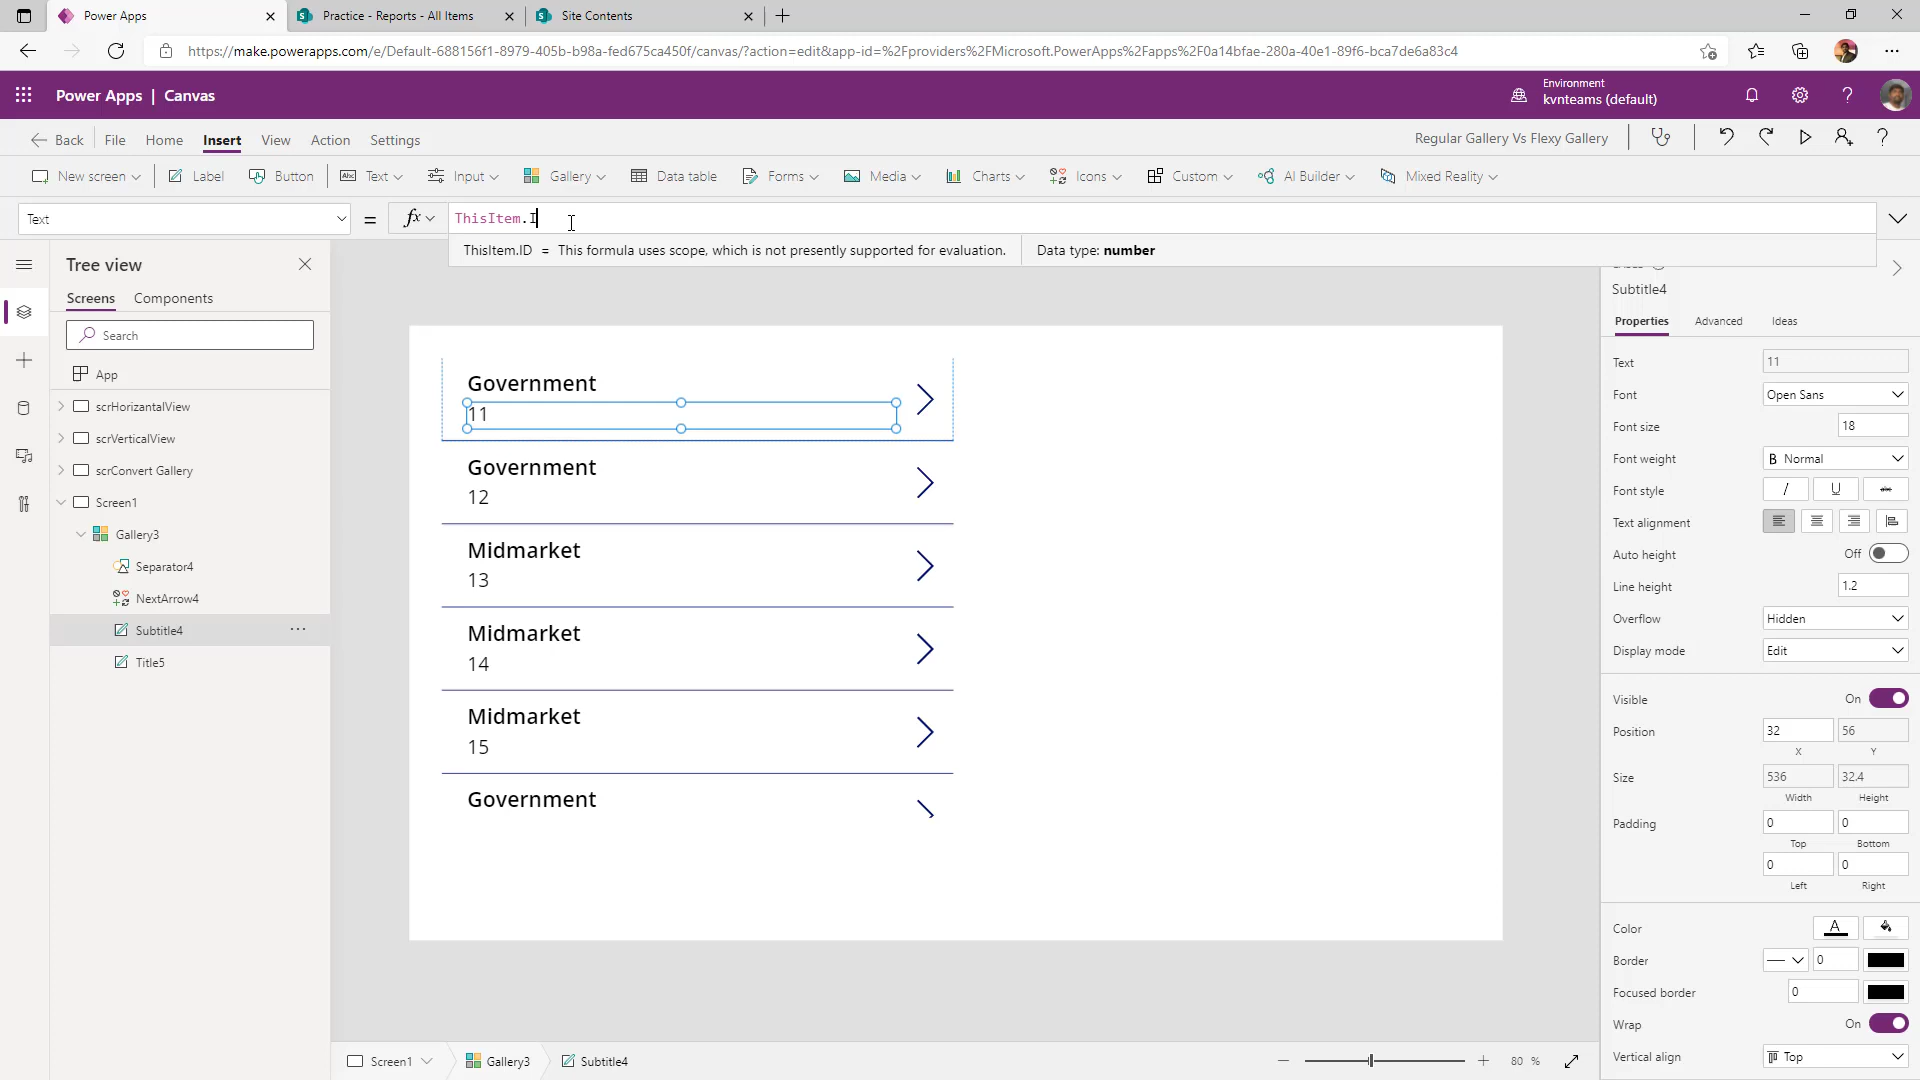 Power Apps
Practice - Reports - All Items
Site Contents
https://make.powerapps.com/e/Default-688156f1-8979-405b-b98a-fed675ca450f/canvas/?action=edit&app-id=%2Fproviders%2FMicrosoft.PowerApps%2Fapps%2F0a14bfae-280a-40e1-89f6-bca7de6a83c4
Power Apps | Canvas
Environment
kvnteams (default)
Back
File
Home
Insert
View
Action
Settings
Regular Gallery Vs Flexy Gallery
New screen
Label
Button
Text
Input
Gallery
Data table
Forms
Media
Charts
Icons
Custom
AI Builder
Mixed Reality
Text
=
fx
ThisItem.I
ThisItem.ID = This formula uses scope, which is not presently supported for evaluation.
Data type: number
Tree view
Screens
Components
Search
App
scrHorizantalView
scrVerticalView
scrConvert Gallery
Screen1
Gallery3
Separator4
NextArrow4
Subtitle4
Title5
Government
11
Government
12
Midmarket
13
Midmarket
14
Midmarket
15
Government
Subtitle4
Properties
Advanced
Ideas
Text
11
Font
Open Sans
Font size
18
Font weight
B Normal
Font style
/
U
abc
Text alignment
Auto height
Off
Line height
1.2
Overflow
Hidden
Display mode
Edit
Visible
On
Position
32
56
X
Y
Size
536
32.4
Width
Height
Padding
0
0
Top
Bottom
0
0
Left
Right
Color
A
Border
0
Focused border
0
Wrap
On
Vertical align
Top
Screen1
Gallery3
Subtitle4
80 %